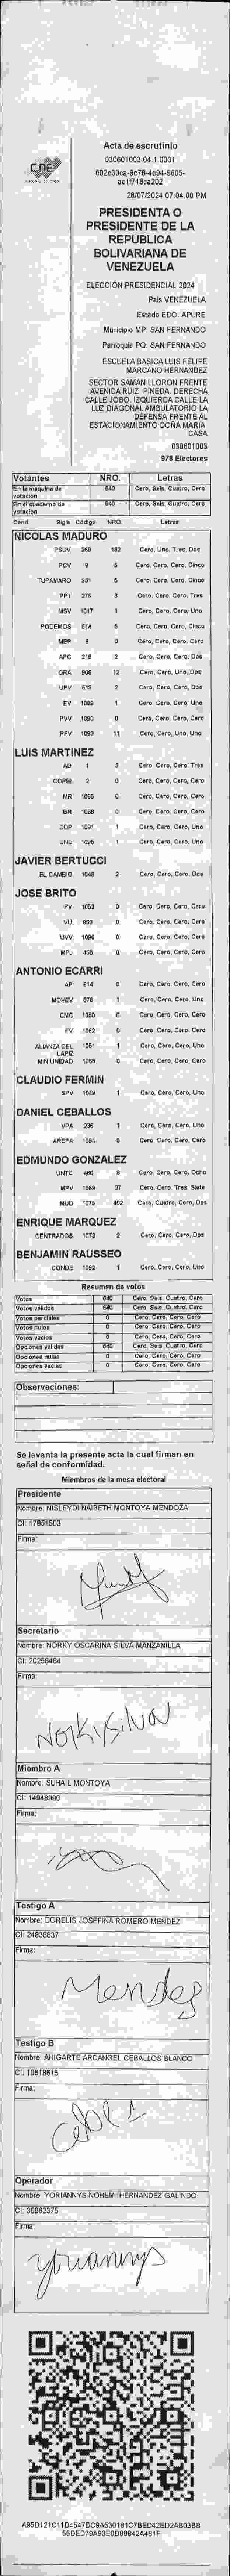 CNE
Acta de escrutinio
030601003.04.1.0001
602e30ca-8e78-4e94-8605-
ac1f718ca202
28/07/2024 07:04:00 PM
PRESIDENTA O
PRESIDENTE DE LA
REPÚBLICA
BOLIVARIANA DE
VENEZUELA
ELECCIÓN PRESIDENCIAL 2024
País VENEZUELA
Estado EDO. APURE
Municipio MP. SAN FERNANDO
Parroquia PQ. SAN FERNANDO
ESCUELA BASICA LUIS FELIPE
MARCANO HERNANDEZ
SECTOR SAMAN LLORON FRENTE
AVENIDA RUIZ PINEDA. DERECHA
CALLE JOBO. IZQUIERDA CALLE LA
LUZ DIAGONAL AMBULATORIO LA
DEFENSA FRENTE AL
ESTACIONAMIENTO DOÑA MARIA.
CASA
030601003
978 Electores
Votantes NRO. Letras
En la máquina de votación 640 Cero, Seis, Cuatro, Cero
En el cuaderno de votación 640 Cero, Seis, Cuatro, Cero
Cand. Sigla Código NRO. Letras
NICOLAS MADURO
PSUV 269 132 Cero, Uno, Tres, Dos
PCV 9 5 Cero, Cero, Cero, Cinco
TUPAMARO 931 5 Cero, Cero, Cero, Cinco
PPT 275 3 Cero, Cero, Cero, Tres
MSV 1017 1 Cero, Cero, Cero, Uno
PODEMOS 514 5 Cero, Cero, Cero, Cinco
MEP 6 0 Cero, Cero, Cero, Cero
APC 219 2 Cero, Cero, Cero, Dos
ORA 905 12 Cero, Cero, Uno, Dos
UPV 613 2 Cero, Cero, Cero, Dos
EV 1089 1 Cero, Cero, Cero, Uno
PVV 1090 0 Cero, Cero, Cero, Cero
PFV 1093 11 Cero, Cero, Uno, Uno
LUIS MARTINEZ
AD 1 3 Cero, Cero, Cero, Tres
COPEI 2 0 Cero, Cero, Cero, Cero
MR 1055 0 Cero, Cero, Cero, Cero
BR 1066 0 Cero, Cero, Cero, Cero
DDP 1091 1 Cero, Cero, Cero, Uno
UNE 1095 1 Cero, Cero, Cero, Uno
JAVIER BERTUCCI
EL CAMBIO 1048 2 Cero, Cero, Cero, Dos
JOSE BRITO
PV 1053 0 Cero, Cero, Cero, Cero
VU 868 0 Cero, Cero, Cero, Cero
UVV 1096 0 Cero, Cero, Cero, Cero
MPJ 458 0 Cero, Cero, Cero, Cero
ANTONIO ECARRI
AP 614 0 Cero, Cero, Cero, Cero
MOVEV 878 1 Cero, Cero, Cero, Uno
CMC 1050 0 Cero, Cero, Cero, Cero
FV 1062 0 Cero, Cero, Cero, Cero
ALIANZA DEL LAPIZ 1051 1 Cero, Cero, Cero, Uno
MIN UNIDAD 1068 0 Cero, Cero, Cero, Cero
CLAUDIO FERMIN
SPV 1049 1 Cero, Cero, Cero, Uno
DANIEL CEBALLOS
VPA 236 1 Cero, Cero, Cero, Uno
AREPA 1094 0 Cero, Cero, Cero, Cero
EDMUNDO GONZALEZ
UNTC 460 8 Cero, Cero, Cero, Ocho
MPV 1069 37 Cero, Cero, Tres, Siete
MUD 1075 402 Cero, Cuatro, Cero, Dos
ENRIQUE MARQUEZ
CENTRADOS 1073 2 Cero, Cero, Cero, Dos
BENJAMIN RAUSSEO
CONDE 1092 1 Cero, Cero, Cero, Uno
Resumen de votos
Votos 640 Cero, Seis, Cuatro, Cero
Votos válidos 640 Cero, Seis, Cuatro, Cero
Votos parciales 0 Cero, Cero, Cero, Cero
Votos nulos 0 Cero, Cero, Cero, Cero
Votos vacíos 0 Cero, Cero, Cero, Cero
Opciones válidas 640 Cero, Seis, Cuatro, Cero
Opciones nulas 0 Cero, Cero, Cero, Cero
Opciones vacías 0 Cero, Cero, Cero, Cero
Observaciones:
Se levanta la presente acta la cual firman en
señal de conformidad.
Miembros de la mesa electoral
Presidente
Nombre: NISLEYDI NAIBETH MONTOYA MENDOZA
CI: 17851503
Firma:
Secretario
Nombre: NORKY OSCARINA SILVA MANZANILLA
CI: 20258484
Firma:
Norky Silva
Miembro A
Nombre: SUHAIL MONTOYA
CI: 14948990
Firma:
Testigo A
Nombre: DORELIS JOSEFINA ROMERO MENDEZ
CI: 24838637
Firma:
Mendez
Testigo B
Nombre: AHIGARTE ARCANGEL CEBALLOS BLANCO
CI: 10618615
Firma:
Operador
Nombre: YORIANNYS NOHEMI HERNANDEZ GALINDO
CI: 30962375
Firma
yoriannys
A95D121C11D4547DC9A530181C7BED42ED2AB03BB
55DED79A93E0D89842A461F